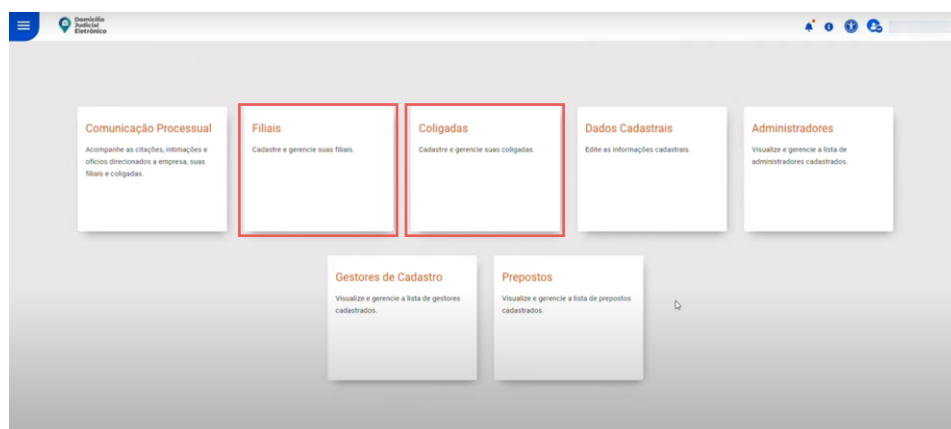 Domicílio
Judicial
Eletrônico
Comunicação Processual
Acompanhe as citações, intimações e
ofícios direcionados a empresa, suas
filiais e coligadas.
Filiais
Cadastre e gerencie suas filiais.
Coligadas
Cadastre e gerencie suas coligadas.
Dados Cadastrais
Edite as informações cadastrais.
Administradores
Visualize e gerencie a lista de
administradores cadastrados.
Gestores de Cadastro
Visualize e gerencie a lista de gestores
cadastrados.
Prepostos
Visualize e gerencie a lista de prepostos
cadastrados.